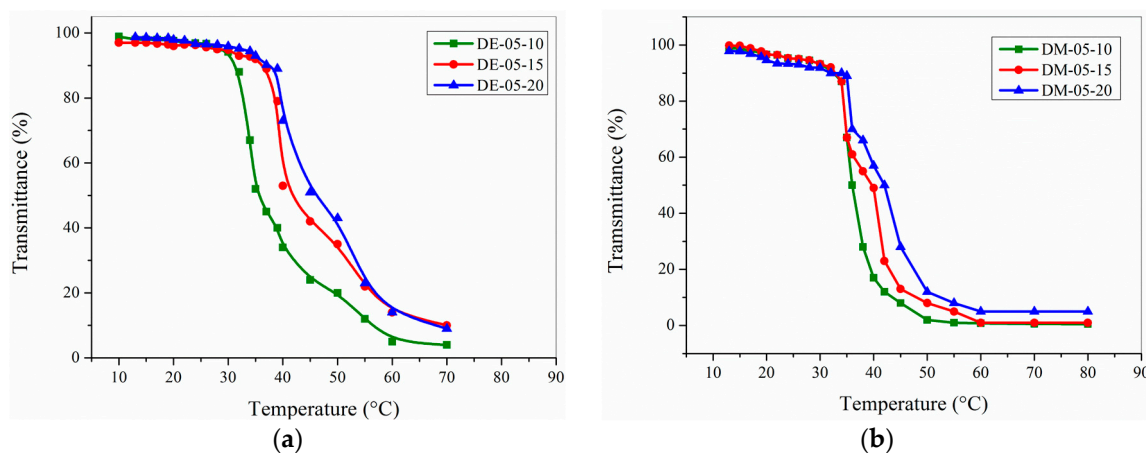 100
80
60
40
20
0
Transmittance (%)
DE-05-10
DE-05-15
DE-05-20
10 20 30 40 50 60 70 80 90
Temperature (°C)
(a)
100
80
60
40
20
0
Tramsmittance (%)
DM-05-10
DM-05-15
DM-05-20
10 20 30 40 50 60 70 80 90
Temperature (°C)
(b)